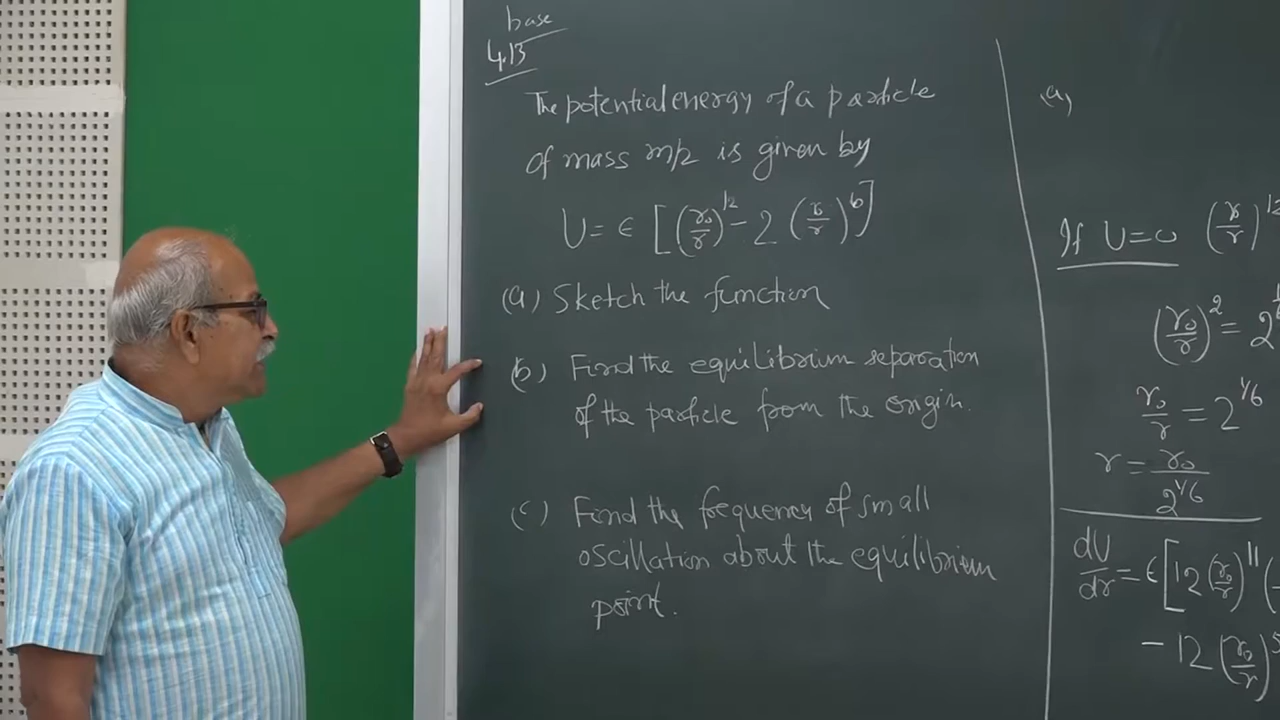 base
4.13
The potential energy of a particle
of mass m/2 is given by
U = ϵ [(r₀/r)¹² - 2 (r₀/r)⁶]
(a) Sketch the function
(b) Find the equilibrium separation
of the particle from the origin.
(c) Find the frequency of small
oscillation about the equilibrium
point.
(a)
If U=0 (r₀/r)
(r₀/r)² = 2
r₀/r = 2^1/6
r = r₀/2^1/6
dU/dr = ϵ[12 (r₀/r)¹¹ (
- 12 (r₀/r)⁵